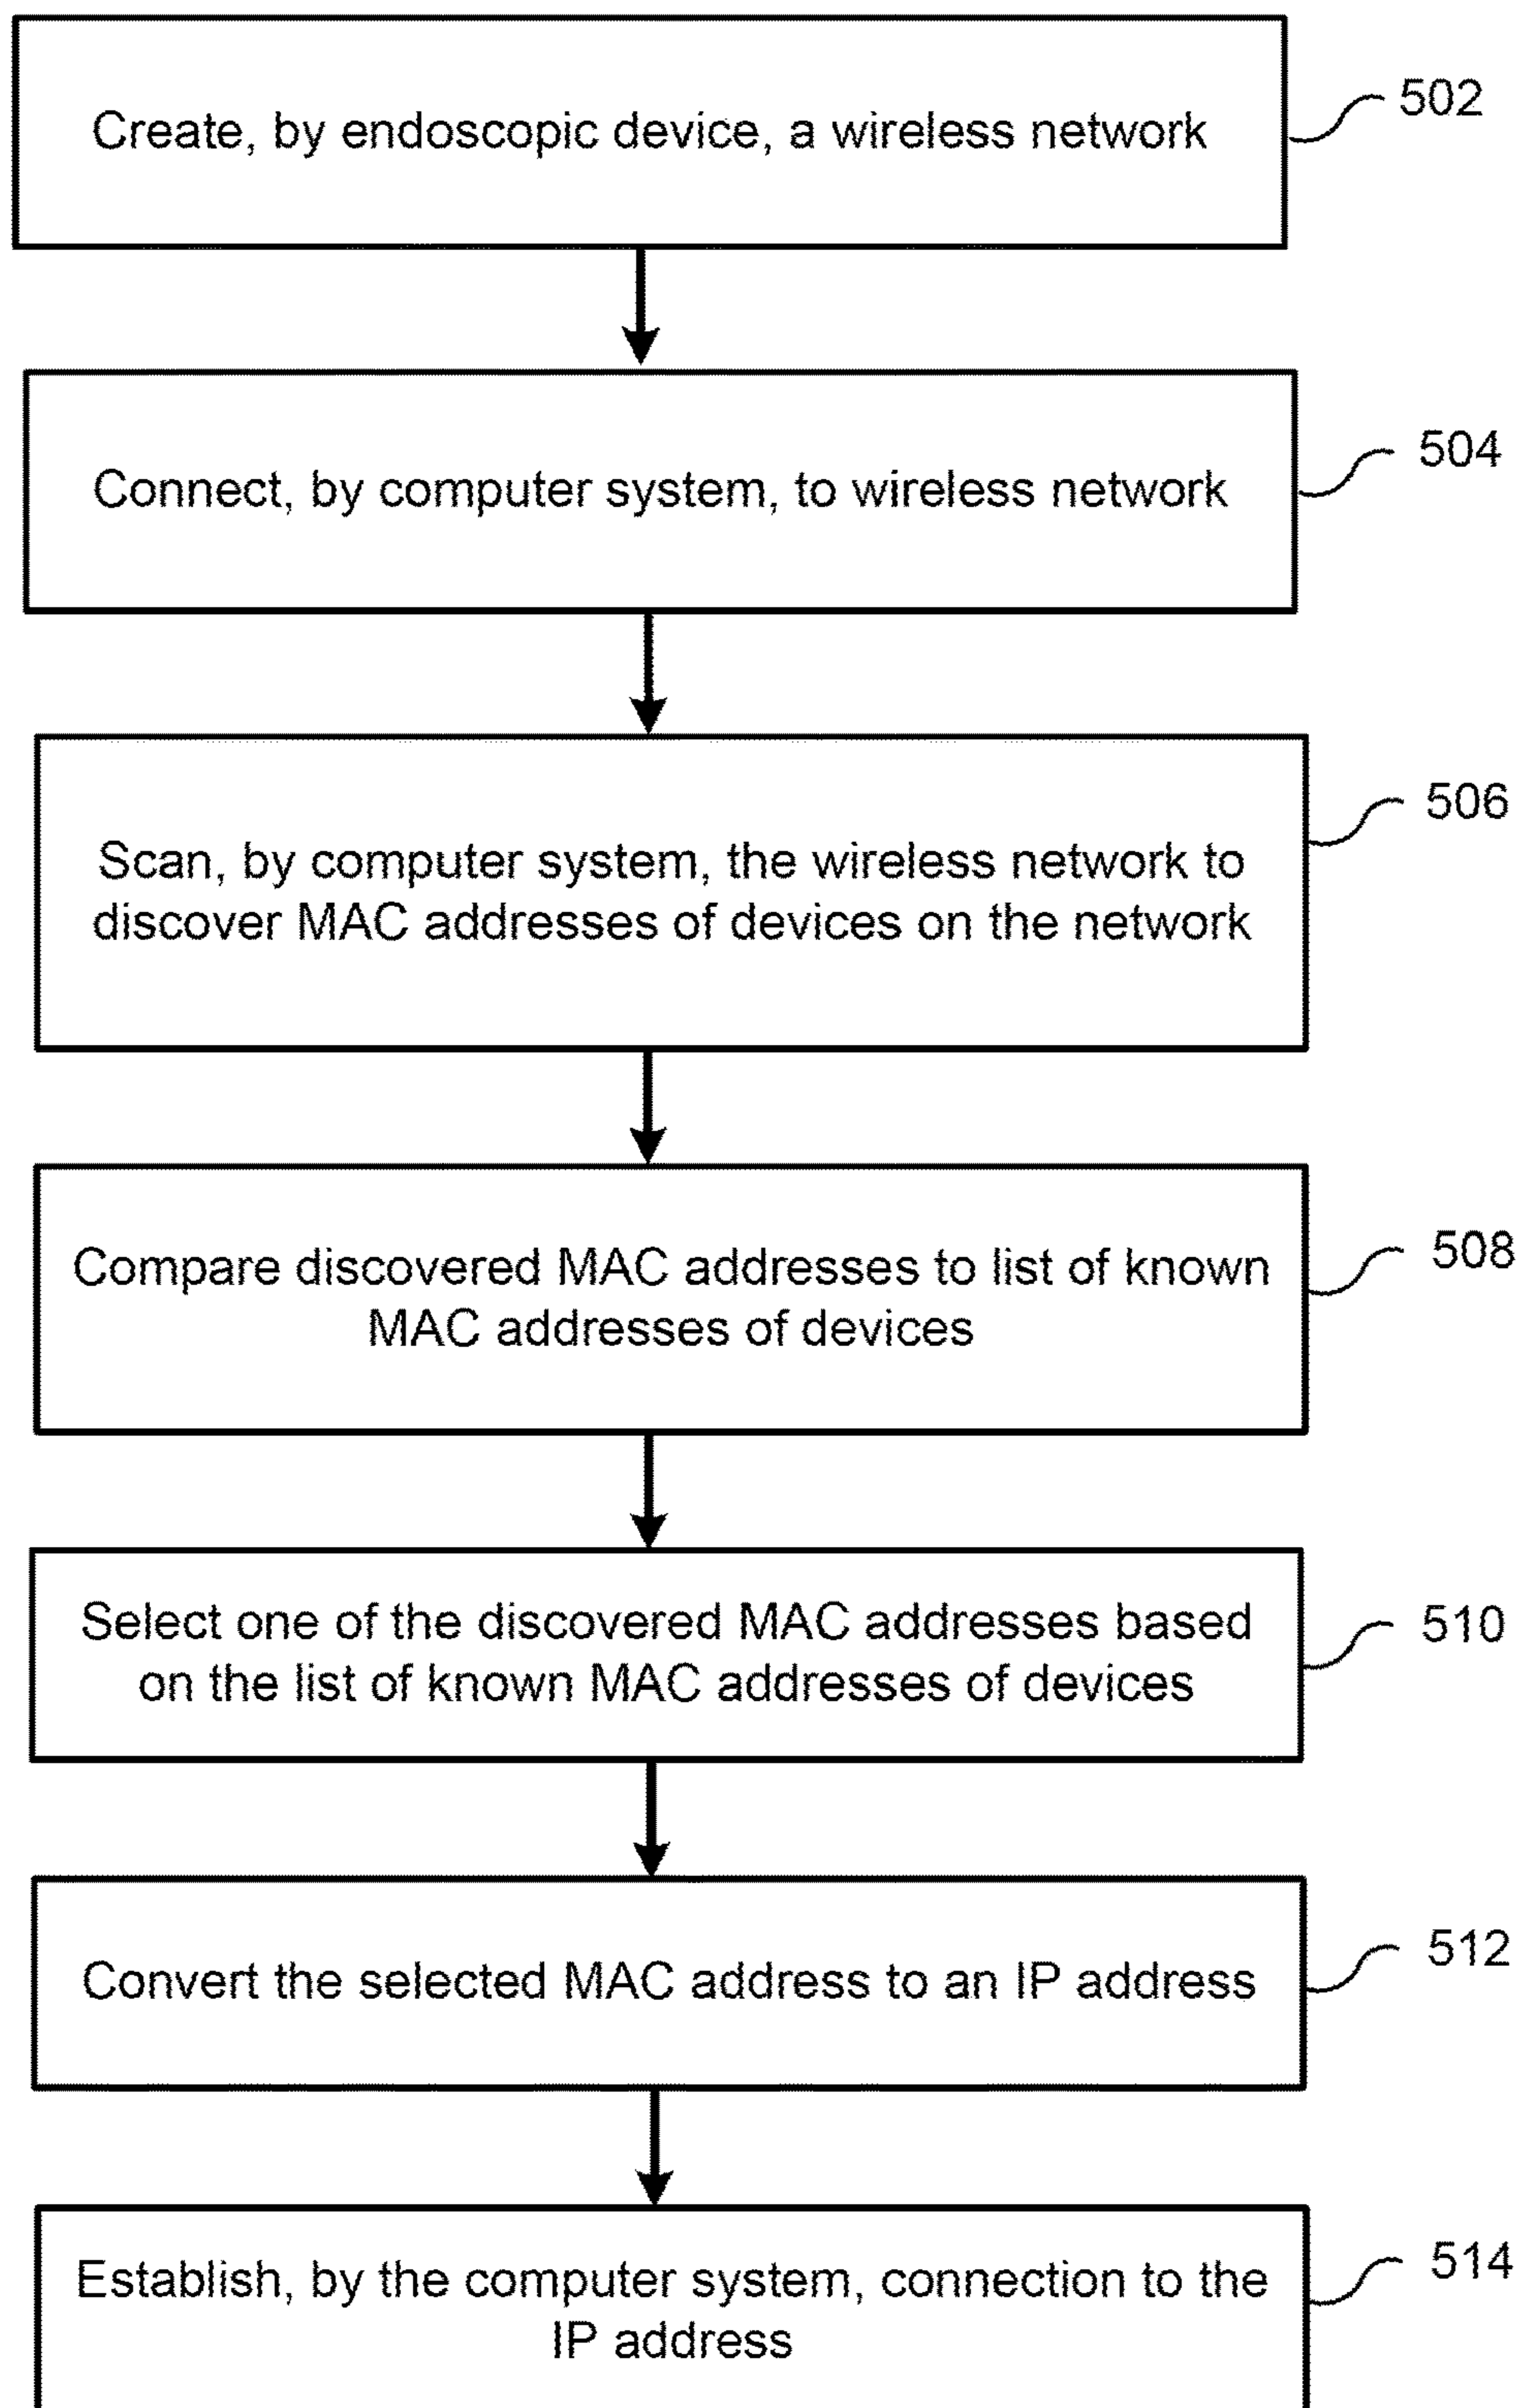 Create, by endoscopic device, a wireless network
502
Connect, by computer system, to wireless network
504
Scan, by computer system, the wireless network to
discover MAC addresses of devices on the network
506
Compare discovered MAC addresses to list of known
MAC addresses of devices
508
Select one of the discovered MAC addresses based
on the list of known MAC addresses of devices
510
Convert the selected MAC address to an IP address
512
Establish, by the computer system, connection to the
IP address
514